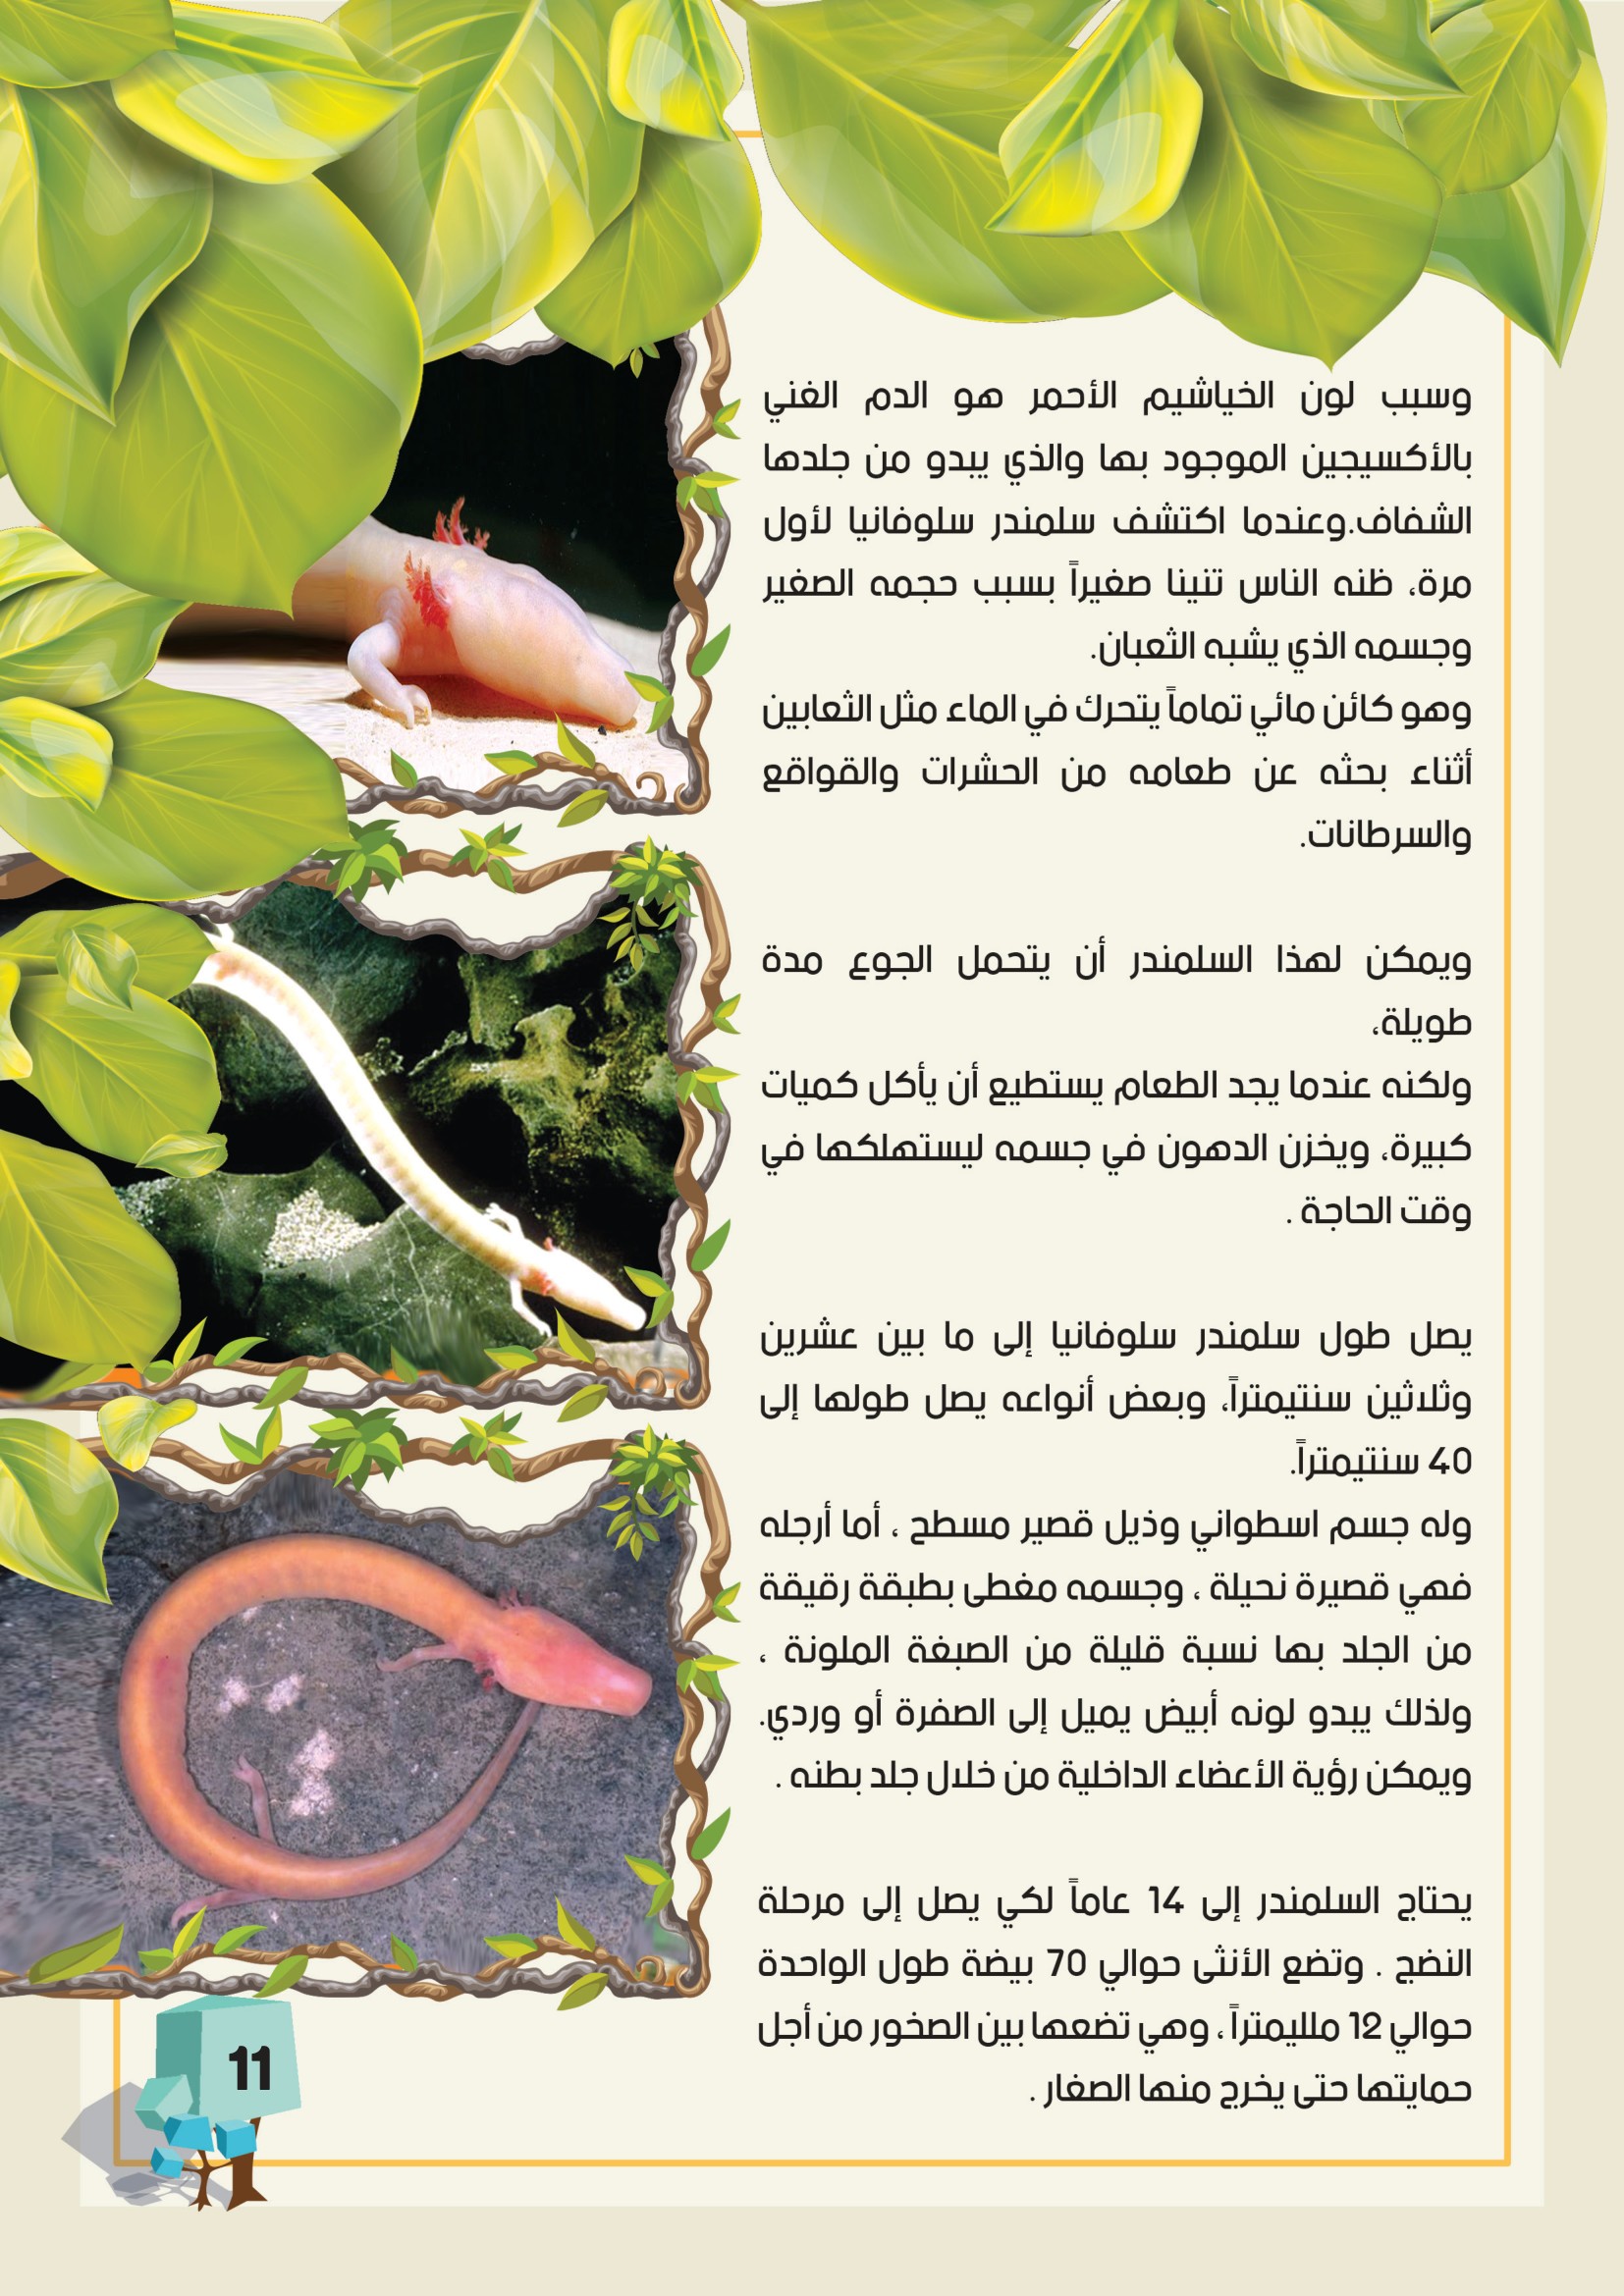 وسبب لون الخياشيم الأحمر هو الدم الغني
بالأكسيجين الموجود بها والذي يبدو من جلدها
الشفاف.وعندما اكتشف سلمندر سلوفانيا لأول
مرة، ظنه الناس تنينا صغيراً بسبب حجمه الصغير
وجسمه الذي يشبه الثعبان.
وهو كائن مائي تماماً يتحرك في الماء مثل الثعابين
أثناء بحثه عن طعامه من الحشرات والقواقع
والسرطانات.
ويمكن لهذا السلمندر أن يتحمل الجوع مدة
طويلة،
ولكنه عندما يجد الطعام يستطيع أن يأكل كميات
كبيرة، ويخزن الدهون في جسمه ليستهلكها في
وقت الحاجة .
يصل طول سلمندر سلوفانيا إلى ما بين عشرين
وثلاثين سنتيمتراً، وبعض أنواعه يصل طولها إلى
40 سنتيمتراً.
وله جسم اسطواني وذيل قصير مسطح ، أما أرجله
فهي قصيرة نحيلة ، وجسمه مغطى بطبقة رقيقة
من الجلد بها نسبة قليلة من الصبغة الملونة ،
ولذلك يبدو لونه أبيض يميل إلى الصفرة أو وردي.
ويمكن رؤية الأعضاء الداخلية من خلال جلد بطنه .
يحتاج السلمندر إلى 14 عاماً لكي يصل إلى مرحلة
النضج . وتضع الأنثى حوالي 70 بيضة طول الواحدة
حوالي 12 ملليمتراً ، وهي تضعها بين الصخور من أجل
حمايتها حتى يخرج منها الصغار .
11